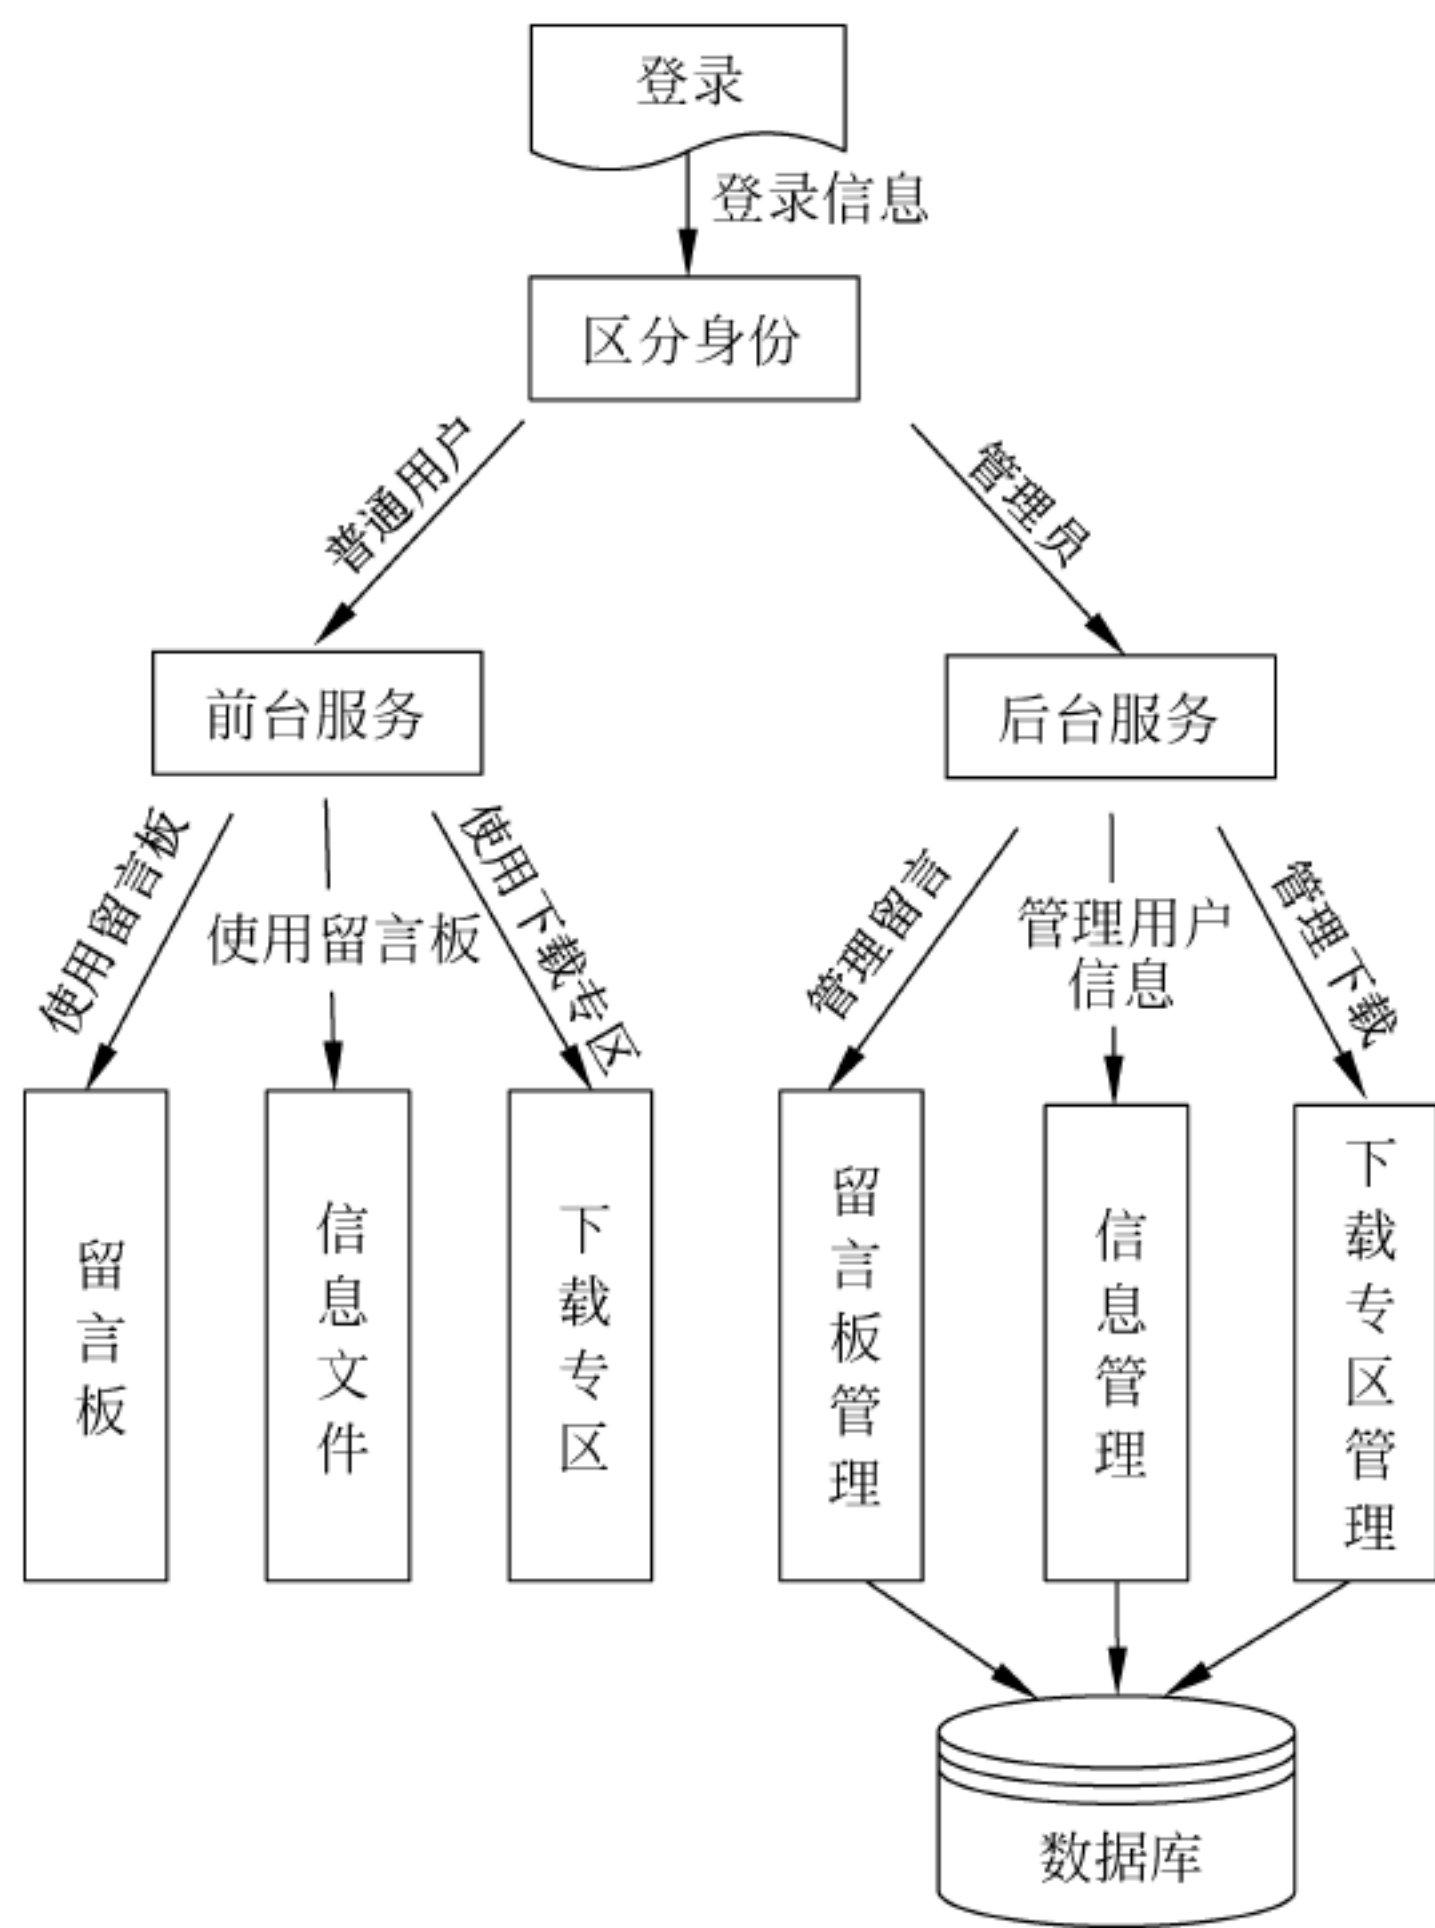 登录
登录信息
区分身份
普通用户
管理员
前台服务
后台服务
使用留言板
使用留言板
使用下载专区
管理留言
管理用户
信息
管理下载
留言板
信息文件
下载专区
留言板管理
信息管理
下载专区管理
数据库